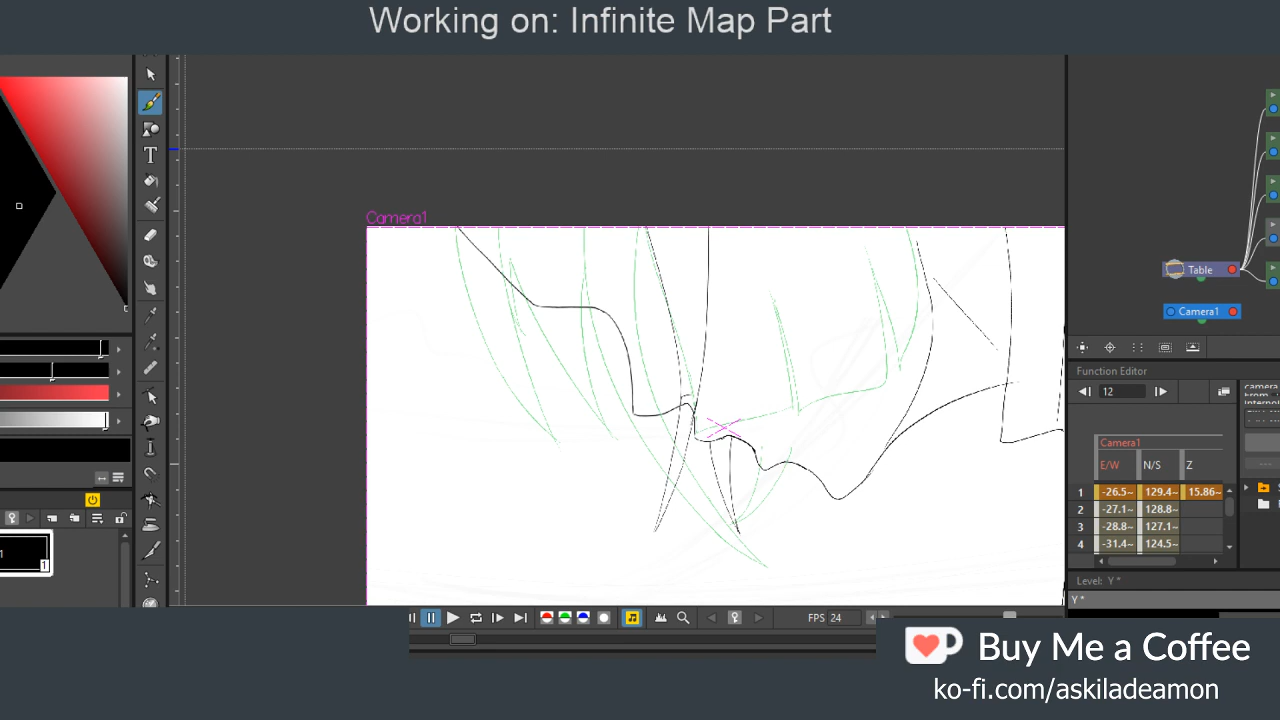 Working on: Infinite Map Part
Camera1
Table
Camera1
Function Editor
12
Camera1
E/W N/S Z
1 -26.5~ 129.4~ 15.86~
2 -27.1~ 128.8~
3 -28.8~ 127.1~
4 -31.4~ 124.5~
Level: Y *
Y *
1
FPS 24
Buy Me a Coffee
ko-fi.com/askiladeamon